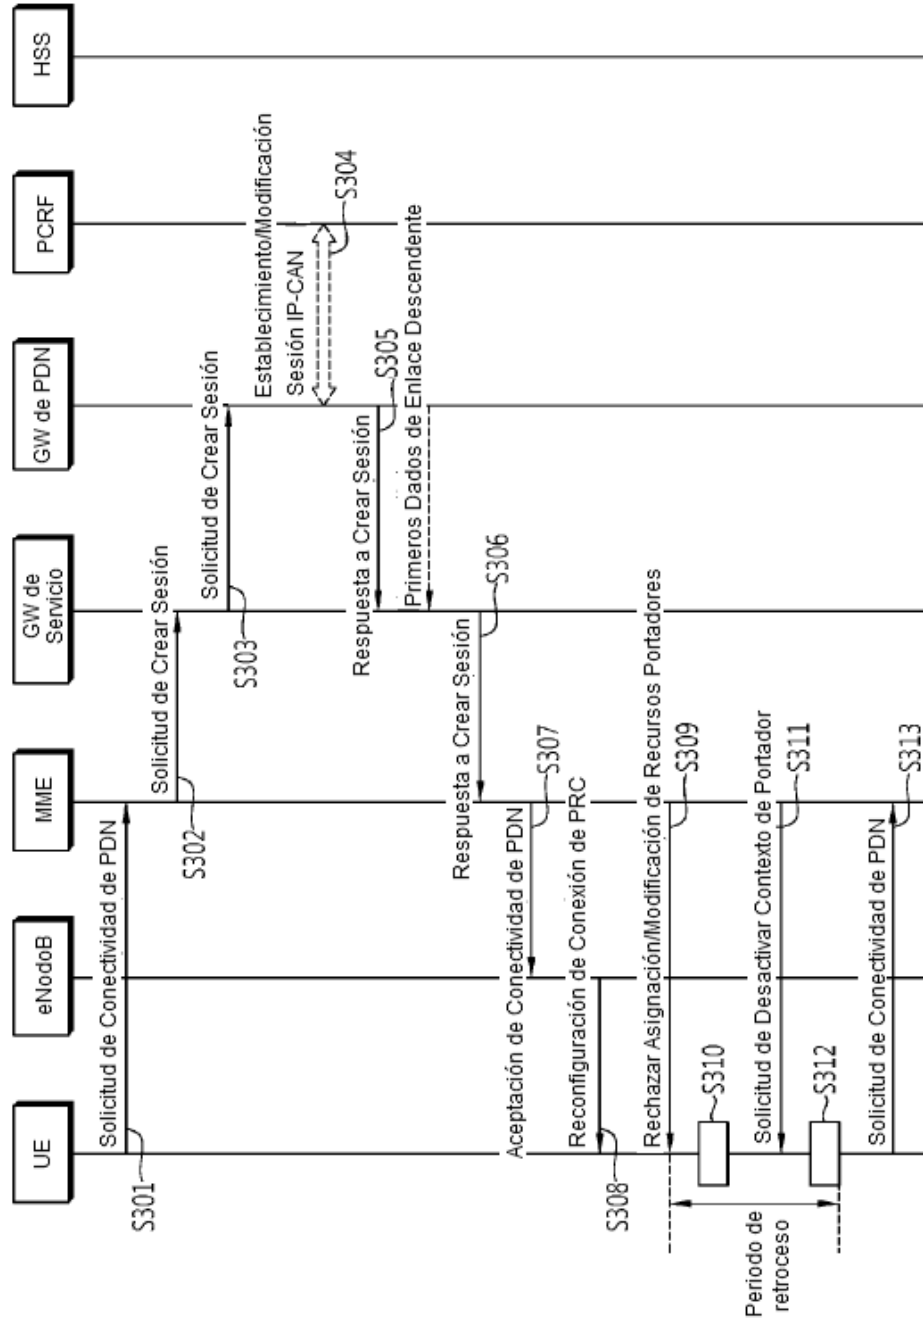 UE
eNodoB
MME
GW de
Servicio
GW de PDN
PCRF
HSS
Solicitud de Conectividad de PDN
S301
Solicitud de Crear Sesión
S302
Solicitud de Crear Sesión
S303
Establecimiento/Modificación
Sesión IP-CAN
S304
Respuesta a Crear Sesión
S305
Primeros Dados de Enlace Descendente
Respuesta a Crear Sesión
S306
Aceptación de Conectividad de PDN
S307
Reconfiguración de Conexión de PRC
S308
Rechazar Asignación/Modificación de Recursos Portadores
S309
S310
Solicitud de Desactivar Contexto de Portador
S311
S312
Periodo de
retroceso
Solicitud de Conectividad de PDN
S313